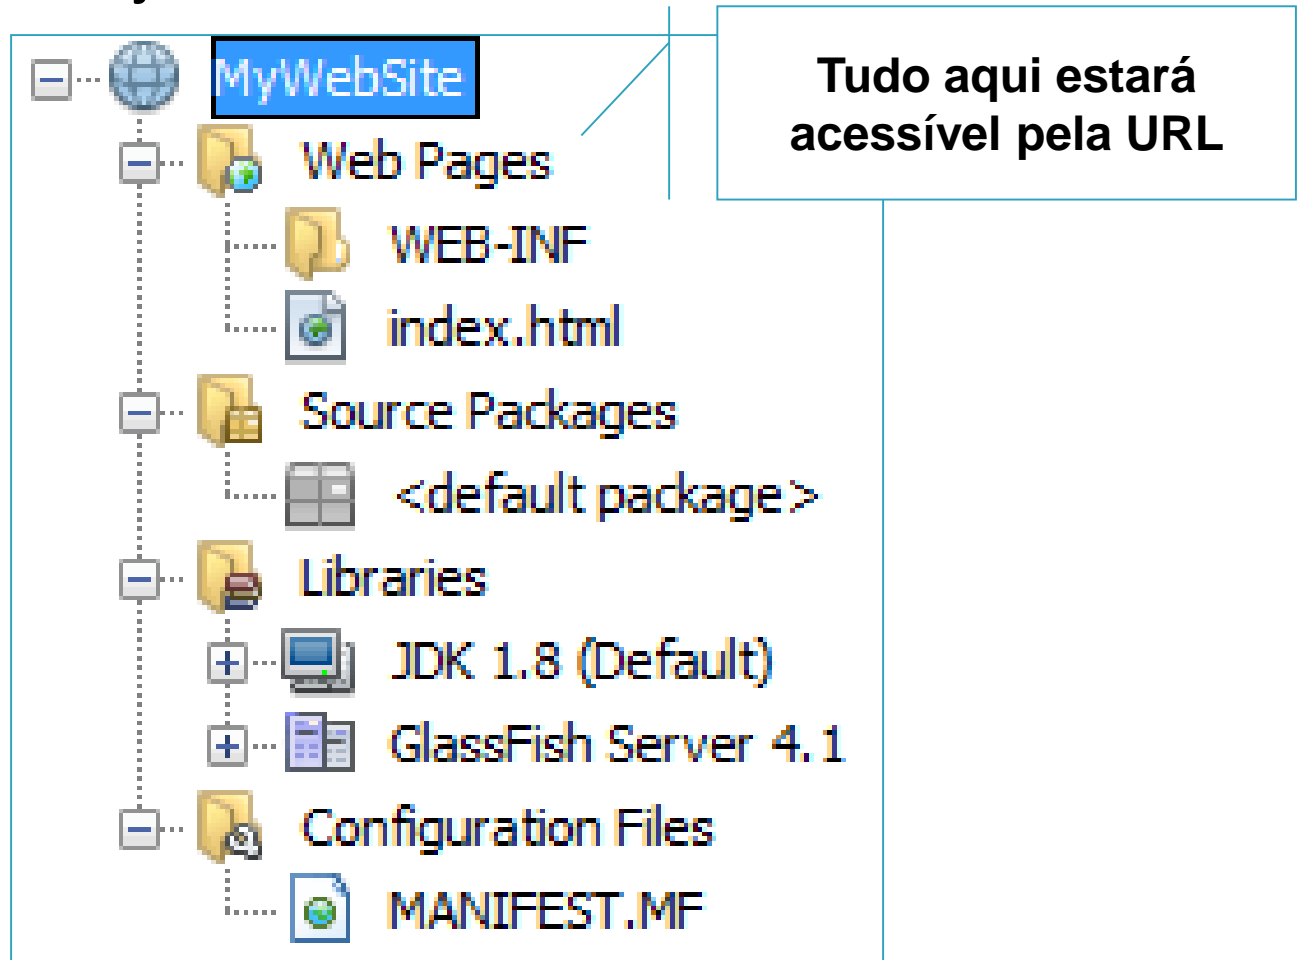 MyWebSite
Tudo aqui estará
acessível pela URL
Web Pages
WEB-INF
index.html
Source Packages
<default package>
Libraries
JDK 1.8 (Default)
GlassFish Server 4.1
Configuration Files
MANIFEST.MF